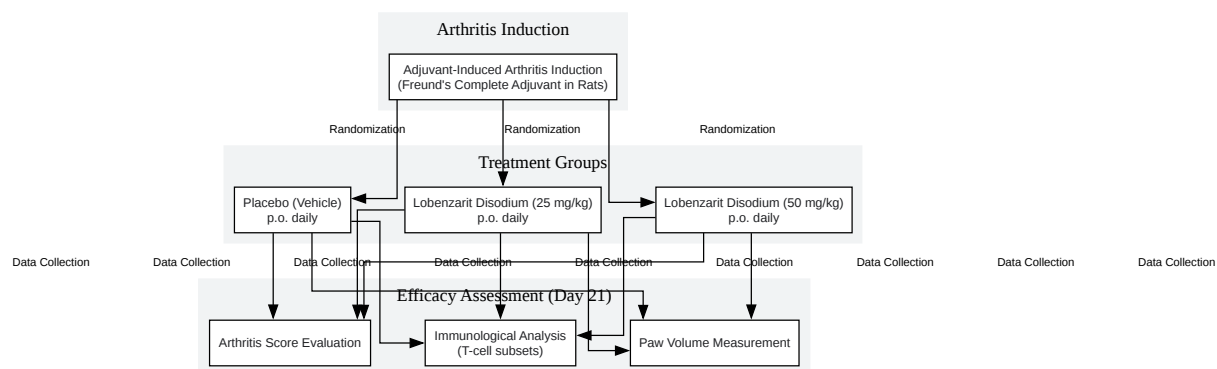 Arthritis Induction
Adjuvant-Induced Arthritis Induction
(Freund's Complete Adjuvant in Rats)
Randomization
Randomization
Randomization
Treatment Groups
Placebo (Vehicle)
p.o. daily
Lobenzarit Disodium (25 mg/kg)
p.o. daily
Lobenzarit Disodium (50 mg/kg)
p.o. daily
Data Collection
Data Collection
Data Collection
Data Collection
Data Collection
Data Collection
Data Collection
Data Collection
Data Collection
Efficacy Assessment (Day 21)
Arthritis Score Evaluation
Immunological Analysis
(T-cell subsets)
Paw Volume Measurement